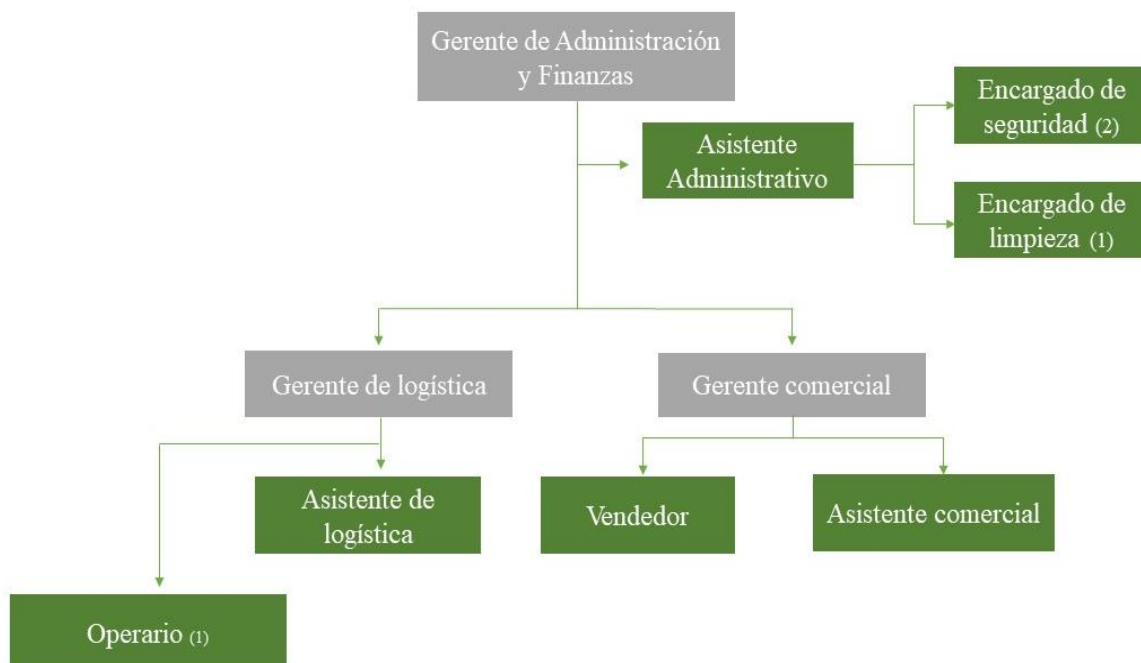 Gerente de Administración
y Finanzas
Asistente
Administrativo
Encargado de
seguridad (2)
Encargado de
limpieza (1)
Gerente de logística
Gerente comercial
Asistente de
logística
Vendedor
Asistente comercial
Operario (1)